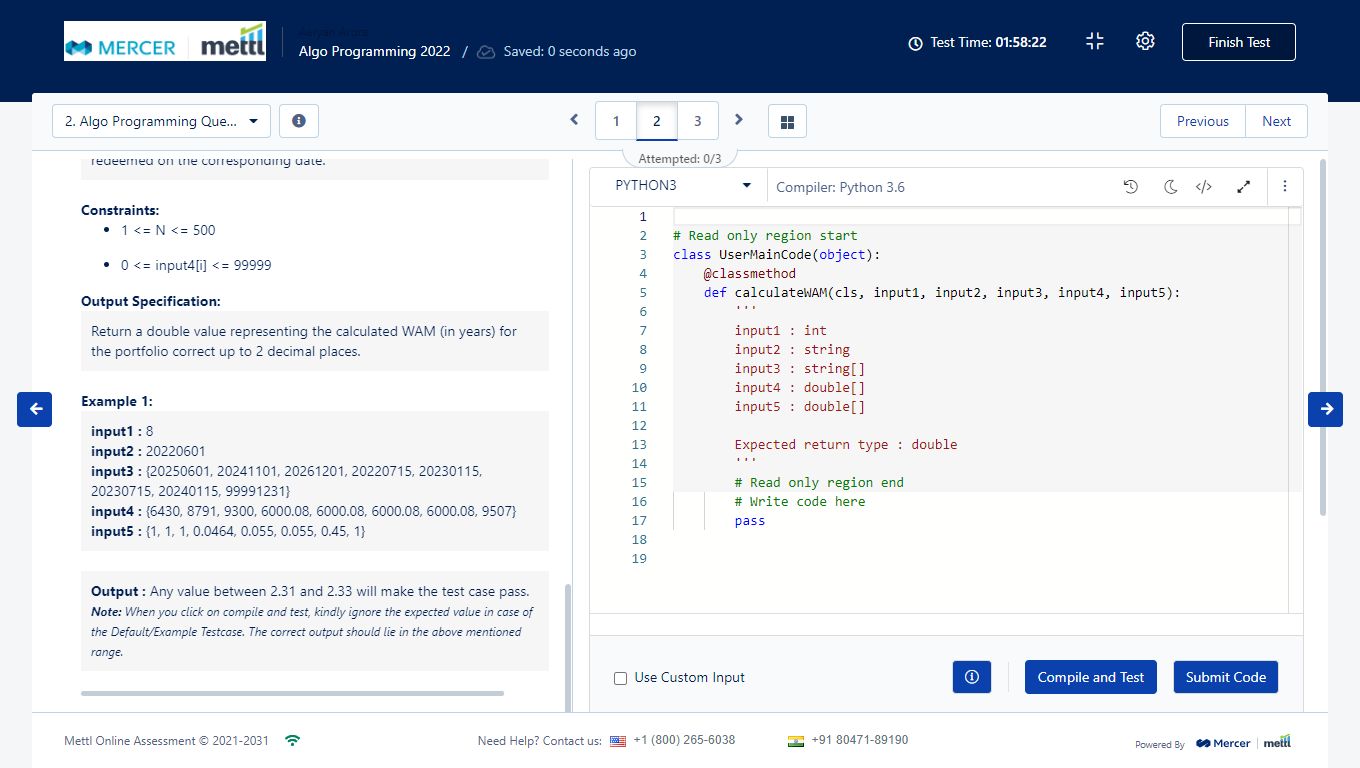 MERCER mettl
Algo Programming 2022 / Saved: 0 seconds ago
Test Time: 01:58:22
Finish Test
2. Algo Programming Que...
1 2 3
Attempted: 0/3
Previous Next
redeemed on the corresponding date.
Constraints:
• 1 <= N <= 500
• 0 <= input4[i] <= 99999
Output Specification:
Return a double value representing the calculated WAM (in years) for
the portfolio correct up to 2 decimal places.
Example 1:
input1 : 8
input2 : 20220601
input3 : {20250601, 20241101, 20261201, 20220715, 20230115,
20230715, 20240115, 99991231}
input4 : {6430, 8791, 9300, 6000.08, 6000.08, 6000.08, 6000.08, 9507}
input5 : {1, 1, 1, 0.0464, 0.055, 0.055, 0.45, 1}
Output : Any value between 2.31 and 2.33 will make the test case pass.
Note: When you click on compile and test, kindly ignore the expected value in case of
the Default/Example Testcase. The correct output should lie in the above mentioned
range.
PYTHON3
Compiler: Python 3.6
1
2 # Read only region start
3 class UserMainCode(object):
4 @classmethod
5 def calculateWAM(cls, input1, input2, input3, input4, input5):
6 '''
7 input1 : int
8 input2 : string
9 input3 : string[]
10 input4 : double[]
11 input5 : double[]
12
13 Expected return type : double
14 '''
15 # Read only region end
16 # Write code here
17 pass
18
19
Use Custom Input
Compile and Test
Submit Code
Mettl Online Assessment © 2021-2031
Need Help? Contact us: +1 (800) 265-6038
+91 80471-89190
Powered By Mercer mettl